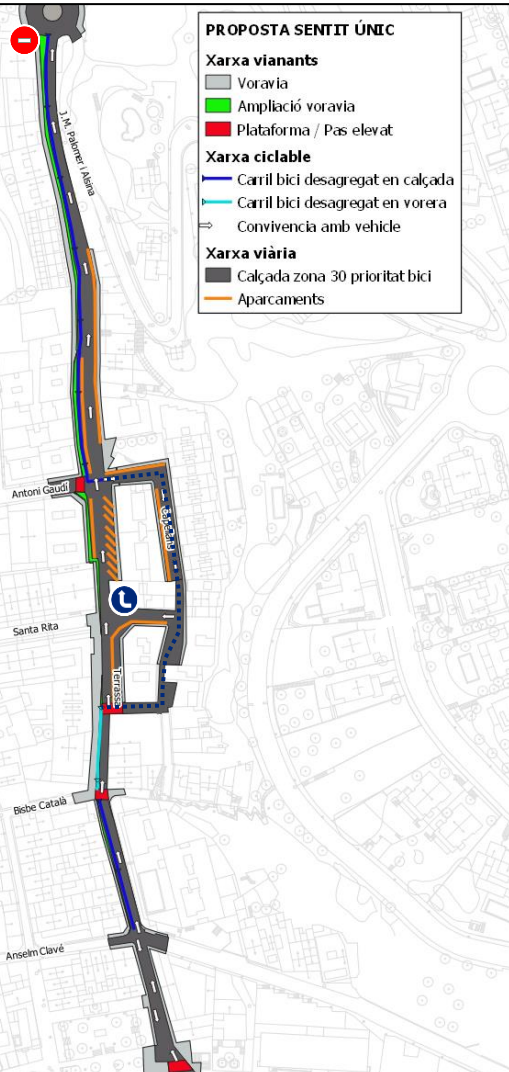 PROPOSTA SENTIT ÚNIC
Xarxa vianants
Voravia
Ampliació voravia
Plataforma / Pas elevat
Xarxa ciclable
Carril bici desagregat en calçada
Carril bici desagregat en vorera
Convivencia amb vehicle
Xarxa viària
Calçada zona 30 prioritat bici
Aparcaments
J.M. Palomer i Alsina
Antoni Gaudí
Santa Rita
Terrassa
Bisbe Català
Anselm Clavé